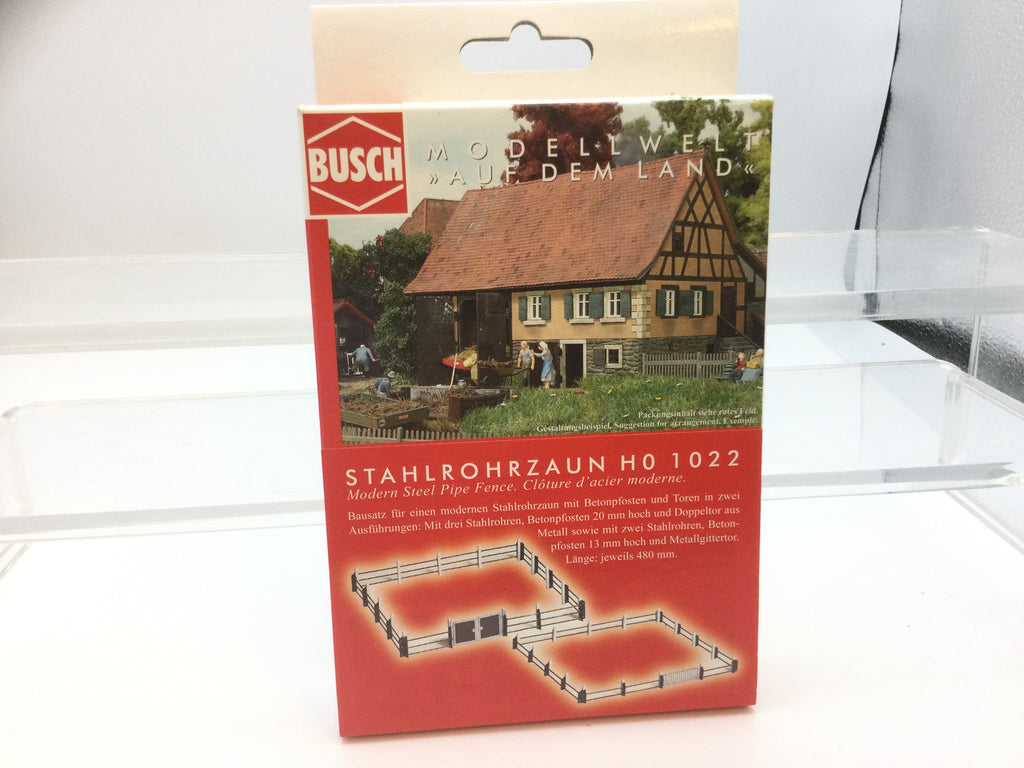 BUSCH
MODELLWELT
»AUF DEM LAND«
Packungsinhalt siehe rotes Feld.
Gestaltungsbeispiel. Suggestion for arrangement. Exemple.
STAHLROHRZAUN H0 1022
Modern Steel Pipe Fence. Clôture d'acier moderne.
Bausatz für einen modernen Stahlrohrzaun mit Betonpfosten und Toren in zwei
Ausführungen: Mit drei Stahlrohren, Betonpfosten 20 mm hoch und Doppeltor aus
Metall sowie mit zwei Stahlrohren, Beton-
pfosten 13 mm hoch und Metallgittertor.
Länge: jeweils 480 mm.